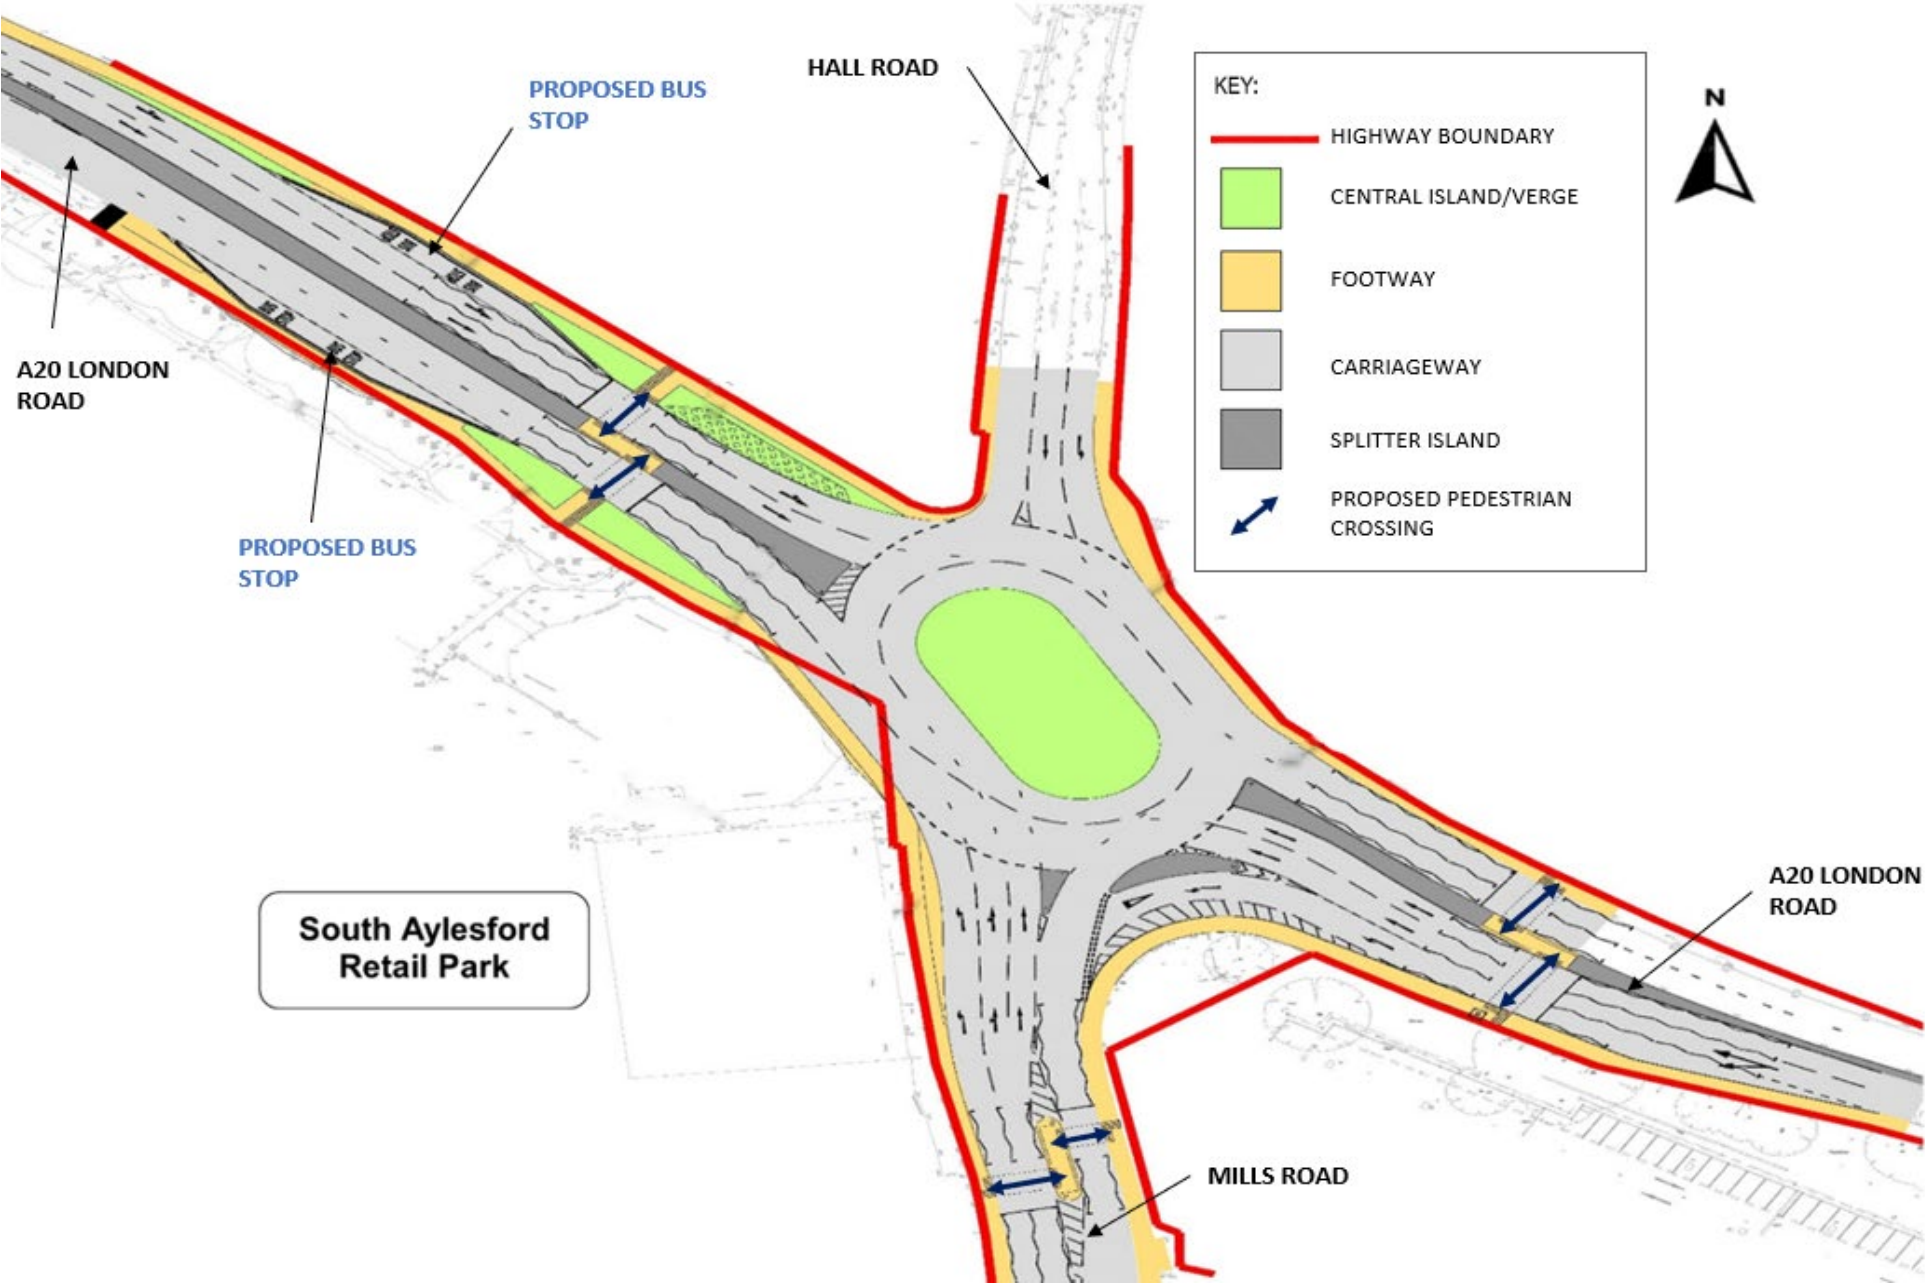 HALL ROAD
PROPOSED BUS
STOP
KEY:
HIGHWAY BOUNDARY
CENTRAL ISLAND/VERGE
FOOTWAY
CARRIAGEWAY
SPLITTER ISLAND
PROPOSED PEDESTRIAN
CROSSING
N
A20 LONDON
ROAD
PROPOSED BUS
STOP
South Aylesford
Retail Park
A20 LONDON
ROAD
MILLS ROAD